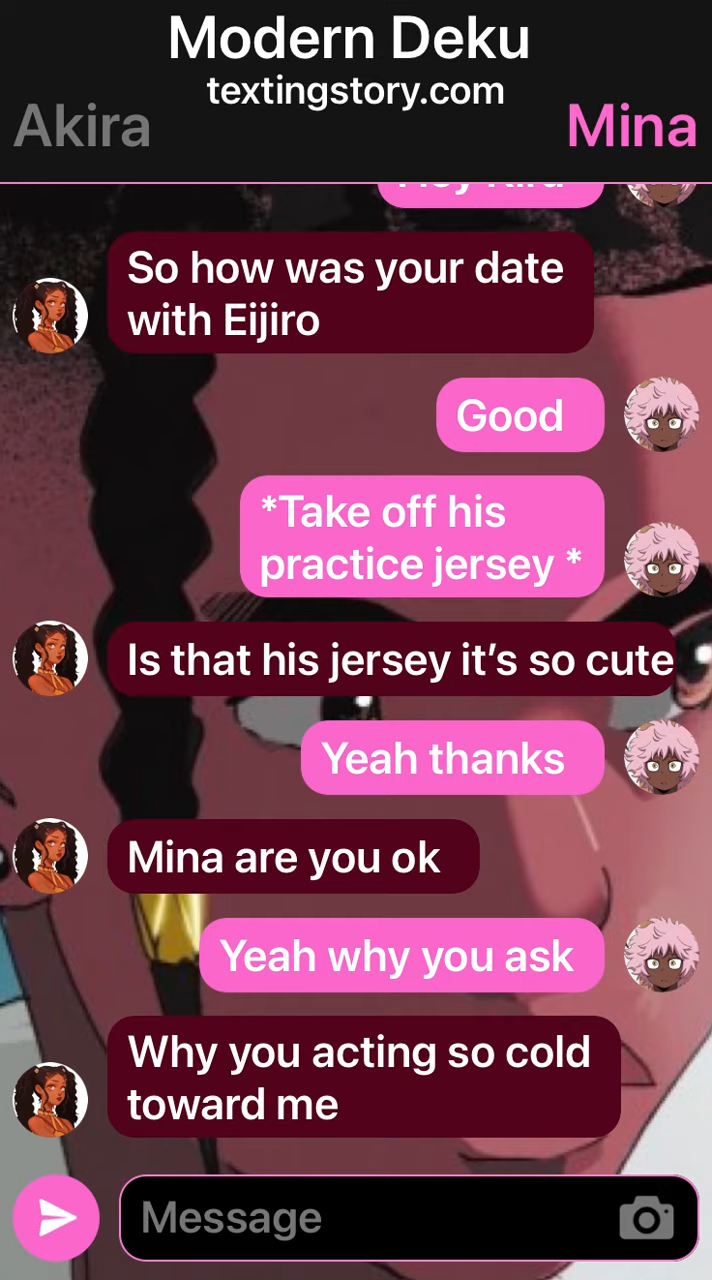 Modern Deku
textingstory.com
Akira
Mina
So how was your date
with Eijiro
Good
*Take off his
practice jersey *
Is that his jersey it’s so cute
Yeah thanks
Mina are you ok
Yeah why you ask
Why you acting so cold
toward me
Message